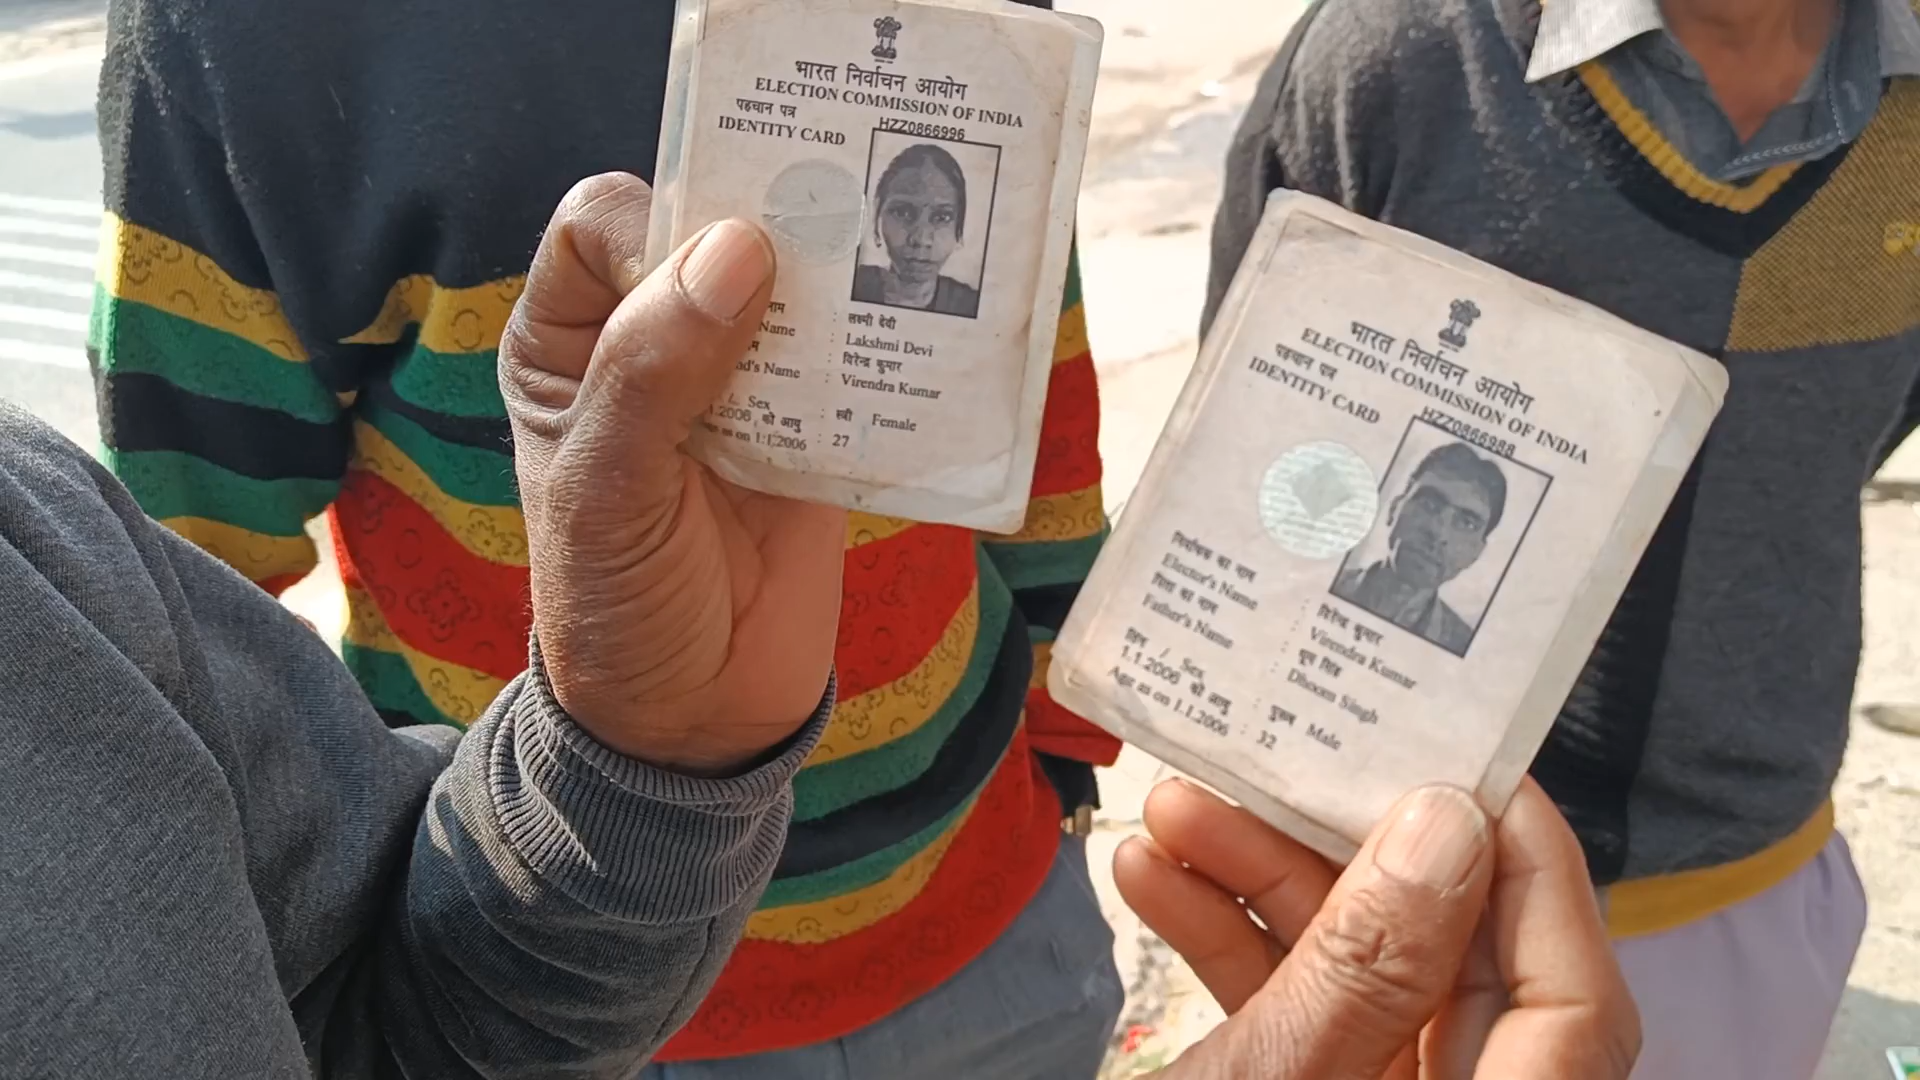 भारत निर्वाचन आयोग
ELECTION COMMISSION OF INDIA
पहचान पत्र
IDENTITY CARD
HZZ0866996
नाम
Name : लक्ष्मी देवी
Lakshmi Devi
Name : विरेन्द्र कुमार
Virendra Kumar
Sex : स्त्री Female
.2006 को आयु
as on 1.1.2006 : 27
भारत निर्वाचन आयोग
ELECTION COMMISSION OF INDIA
पहचान पत्र
IDENTITY CARD
HZZ0866988
निर्वाचक का नाम : विरेन्द्र कुमार
Elector's Name : Virendra Kumar
पिता का नाम : धूम सिंह
Father's Name : Dhoom Singh
लिंग / Sex : पुरुष Male
1.1.2006 को आयु
Age as on 1.1.2006 : 32